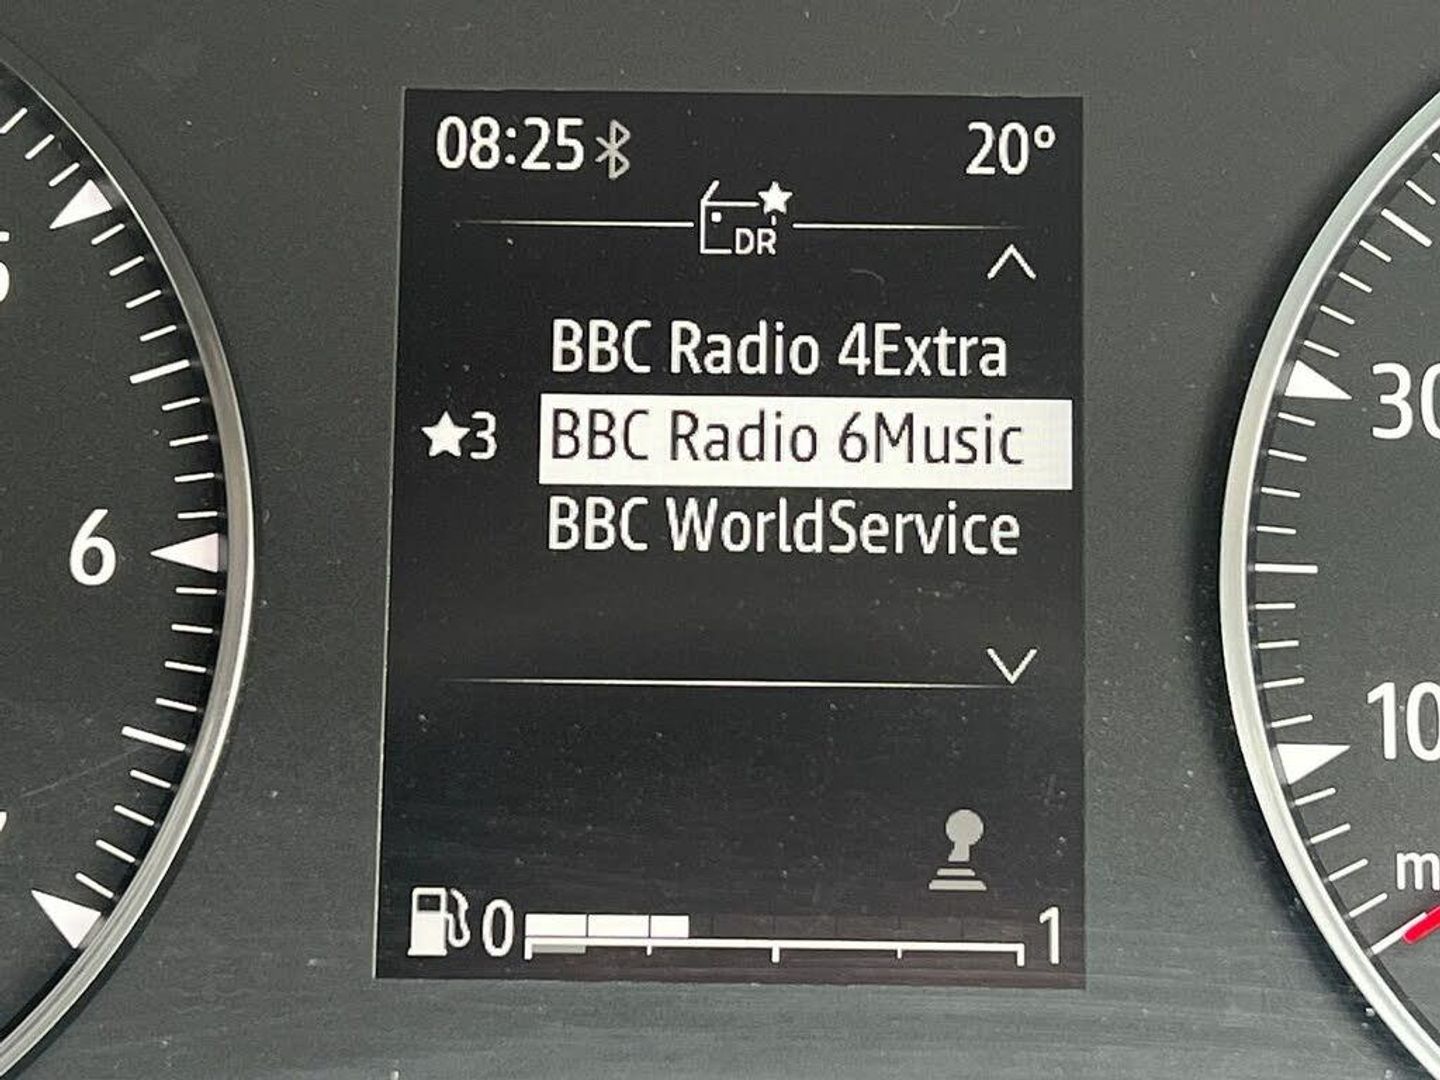 08:25 20°
DR
BBC Radio 4Extra
3 BBC Radio 6Music
BBC WorldService
0 1
6
30
10
m